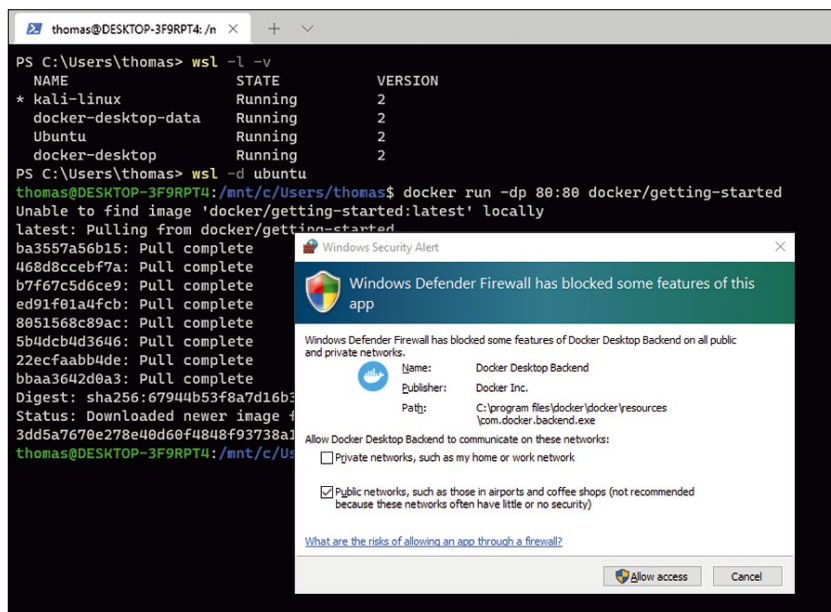 thomas@DESKTOP-3F9RPT4: /n
PS C:\Users\thomas> wsl -l -v
NAME STATE VERSION
* kali-linux Running 2
docker-desktop-data Running 2
Ubuntu Running 2
docker-desktop Running 2
PS C:\Users\thomas> wsl -d ubuntu
thomas@DESKTOP-3F9RPT4:/mnt/c/Users/thomas$ docker run -dp 80:80 docker/getting-started
Unable to find image 'docker/getting-started:latest' locally
latest: Pulling from docker/getting-started
ba3557a56b15: Pull complete
468d8ccebf7a: Pull complete
b7f67c5d6ce9: Pull complete
ed91f01a4fcb: Pull complete
8051568c89ac: Pull complete
5b4dcb4d3646: Pull complete
22ecfaabb4de: Pull complete
bbaa3642d0a3: Pull complete
Digest: sha256:67944b53f8a7d16b3
Status: Downloaded newer image f
3dd5a7670e278e40d60f4848f93738a1
thomas@DESKTOP-3F9RPT4:/mnt/c/Us
Windows Security Alert
Windows Defender Firewall has blocked some features of this
app
Windows Defender Firewall has blocked some features of Docker Desktop Backend on all public
and private networks.
Name: Docker Desktop Backend
Publisher: Docker Inc.
Path: C:\program files\docker\docker\resources
\com.docker.backend.exe
Allow Docker Desktop Backend to communicate on these networks:
Private networks, such as my home or work network
Public networks, such as those in airports and coffee shops (not recommended
because these networks often have little or no security)
What are the risks of allowing an app through a firewall?
Allow access Cancel